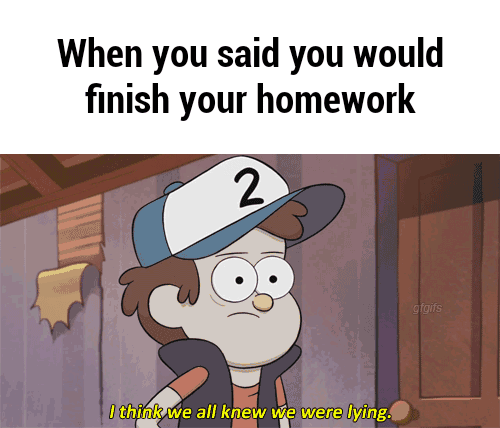 When you said you would
finish your homework
2
gfgifs
I think we all knew we were lying.